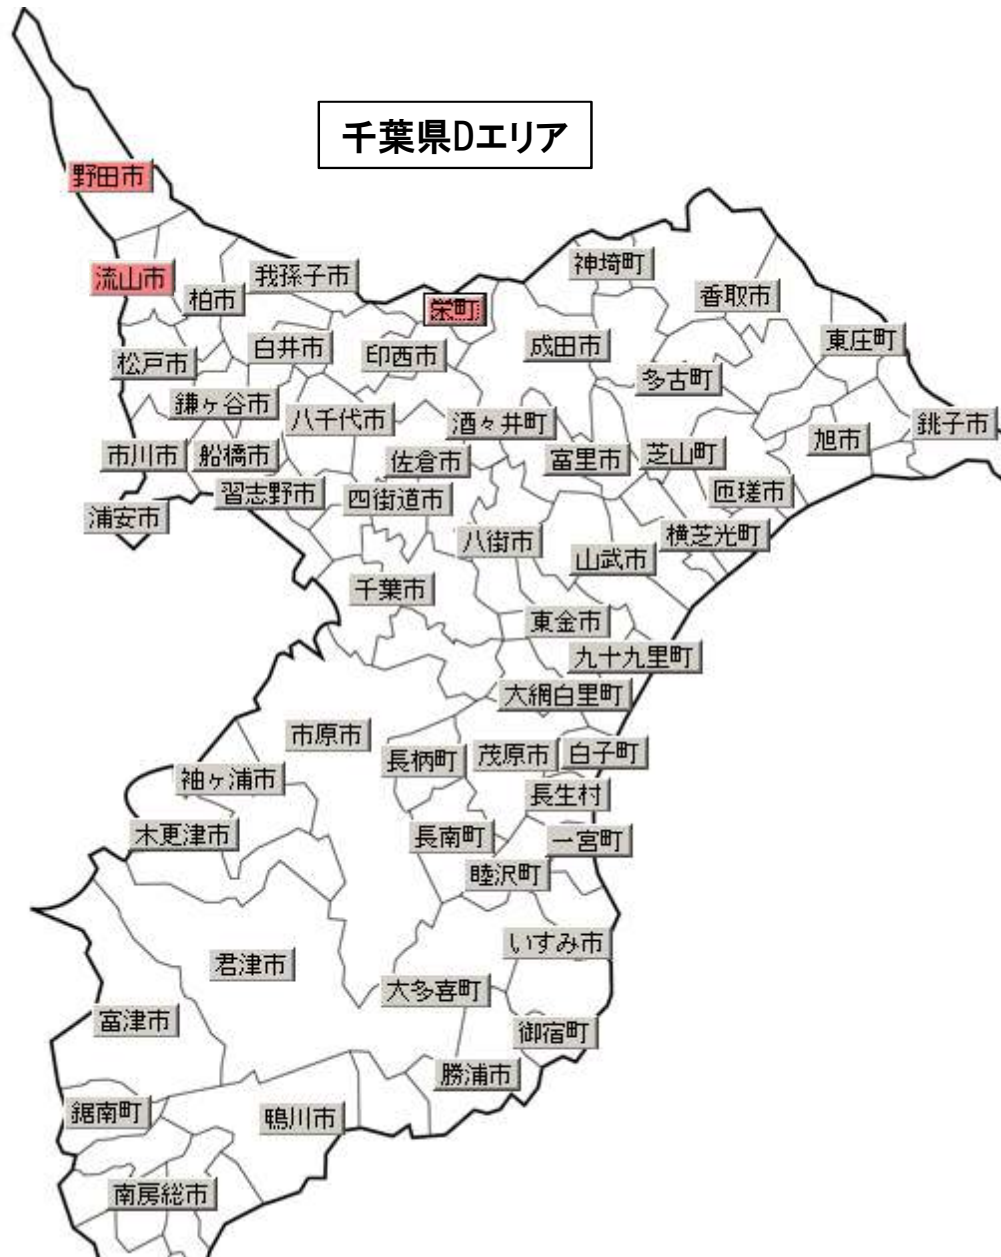 千葉県Dエリア
野田市
流山市
柏市
我孫子市
栄町
神埼町
香取市
松戸市
白井市
印西市
成田市
東庄町
多古町
鎌ヶ谷市
八千代市
酒々井町
銚子市
市川市
船橋市
佐倉市
富里市
芝山町
旭市
習志野市
四街道市
匝瑳市
浦安市
八街市
横芝光町
山武市
千葉市
東金市
九十九里町
大網白里町
市原市
長柄町
茂原市
白子町
袖ヶ浦市
長生村
木更津市
長南町
一宮町
睦沢町
いすみ市
君津市
大多喜町
富津市
御宿町
勝浦市
鋸南町
鴨川市
南房総市